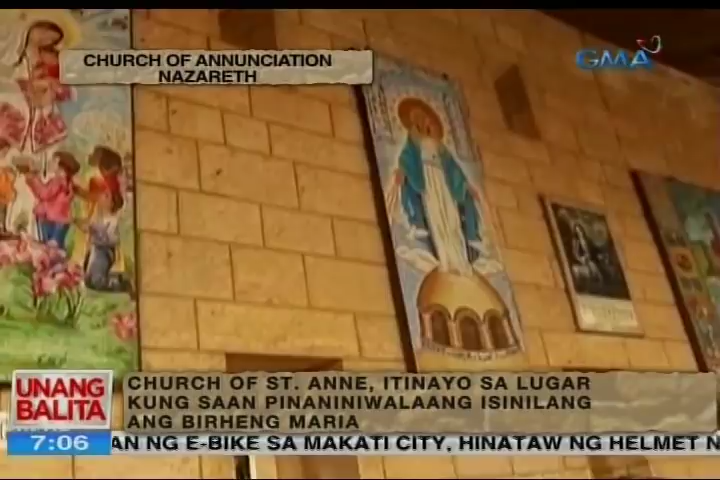 CHURCH OF ANNUNCIATION
NAZARETH
GMA
UNANG
BALITA
CHURCH OF ST. ANNE, ITINAYO SA LUGAR
KUNG SAAN PINANINIWALAANG ISINILANG
ANG BIRHENG MARIA
7:06
AN NG E-BIKE SA MAKATI CITY, HINATAW NG HELMET N